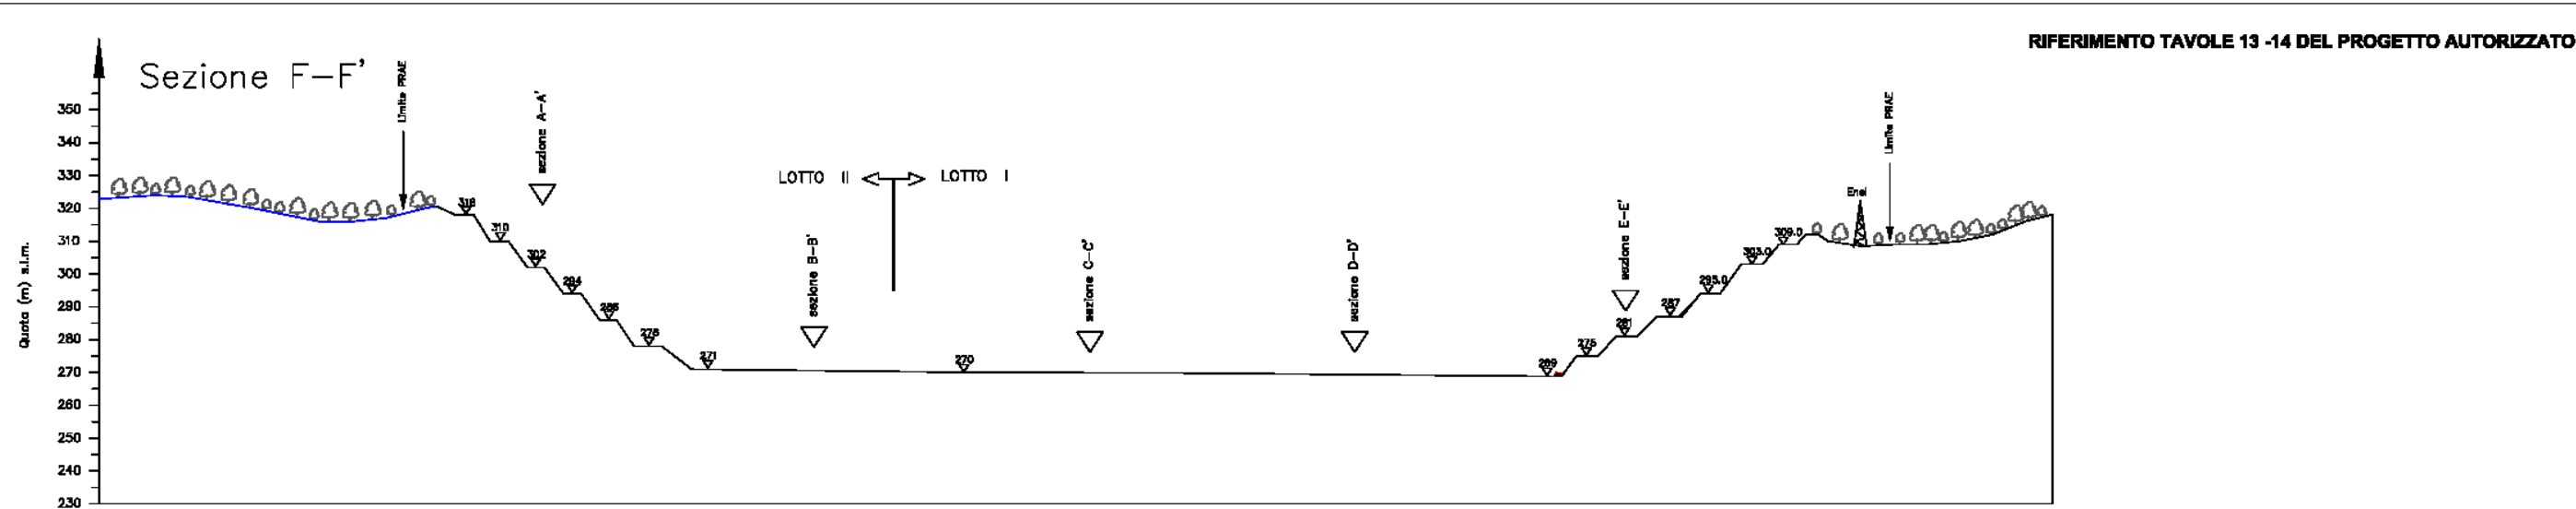 RIFERIMENTO TAVOLE 13 -14 DEL PROGETTO AUTORIZZATO
Sezione F-F'
Limite PRAE
sezione A-A'
LOTTO II
LOTTO I
sezione B-B'
sezione C-C'
sezione D-D'
sezione E-E'
Enel
Limite PRAE
Quota (m) s.l.m.
350
340
330
320
310
300
290
280
270
260
250
240
230
318
310
302
294
286
278
271
270
269
275
281
287
295.0
303.0
309.0